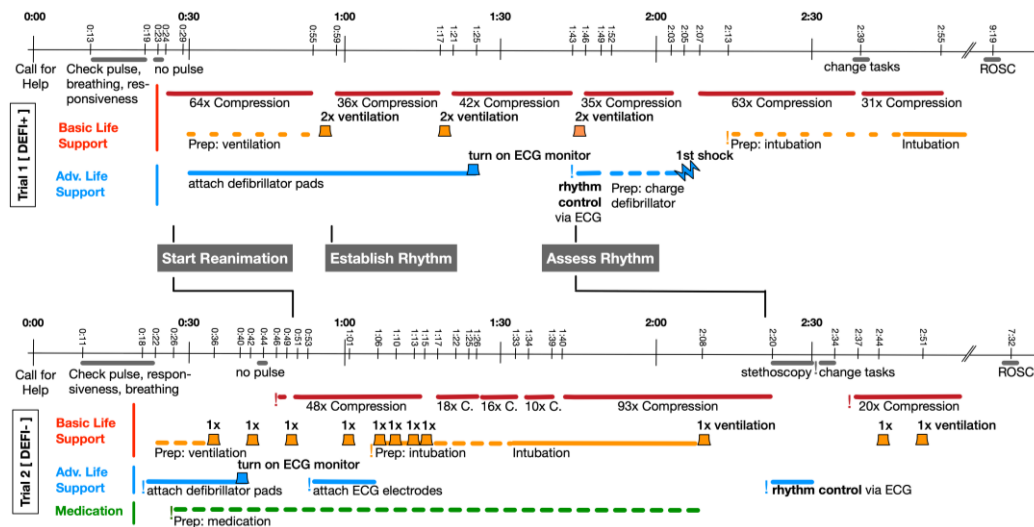 0:00 0:30 1:00 1:30 2:00 2:30
0:13 0:19 0:23 0:24 0:29 0:55 0:59 1:17 1:21 1:25 1:43 1:46 1:49 1:52 2:03 2:05 2:07 2:13 2:39 2:55 9:19
Call for
Help
Check pulse,
breathing, res-
ponsiveness
no pulse
change tasks
ROSC
64x Compression 36x Compression 42x Compression 35x Compression 63x Compression 31x Compression
Trial 1 [ DEFI+ ]
Basic Life
Support
2x ventilation 2x ventilation 2x ventilation
Prep: ventilation
! Prep: intubation
Intubation
Adv. Life
Support
turn on ECG monitor
1st shock
attach defibrillator pads
!
rhythm
control
via ECG
Prep: charge
defibrillator
Start Reanimation Establish Rhythm Assess Rhythm
0:00 0:30 1:00 1:30 2:00 2:30
0:11 0:18 0:22 0:26 0:36 0:40 0:42 0:44 0:46 0:49 0:51 0:53 1:01 1:06 1:10 1:13 1:15 1:17 1:22 1:25 1:26 1:33 1:34 1:39 1:40 2:08 2:20 2:34 2:37 2:44 2:51 7:32
Call for
Help
Check pulse, respon-
siveness, breathing
no pulse
stethoscopy ! change tasks
ROSC
! 48x Compression 18x C. 16x C. 10x C. 93x Compression ! 20x Compression
Trial 2 [ DEFI- ]
Basic Life
Support
1x 1x 1x 1x 1x 1x 1x 1x 1x ventilation 1x 1x ventilation
Prep: ventilation
! Prep: intubation
Intubation
Adv. Life
Support
turn on ECG monitor
! attach defibrillator pads
! attach ECG electrodes
! rhythm control via ECG
Medication
! Prep: medication